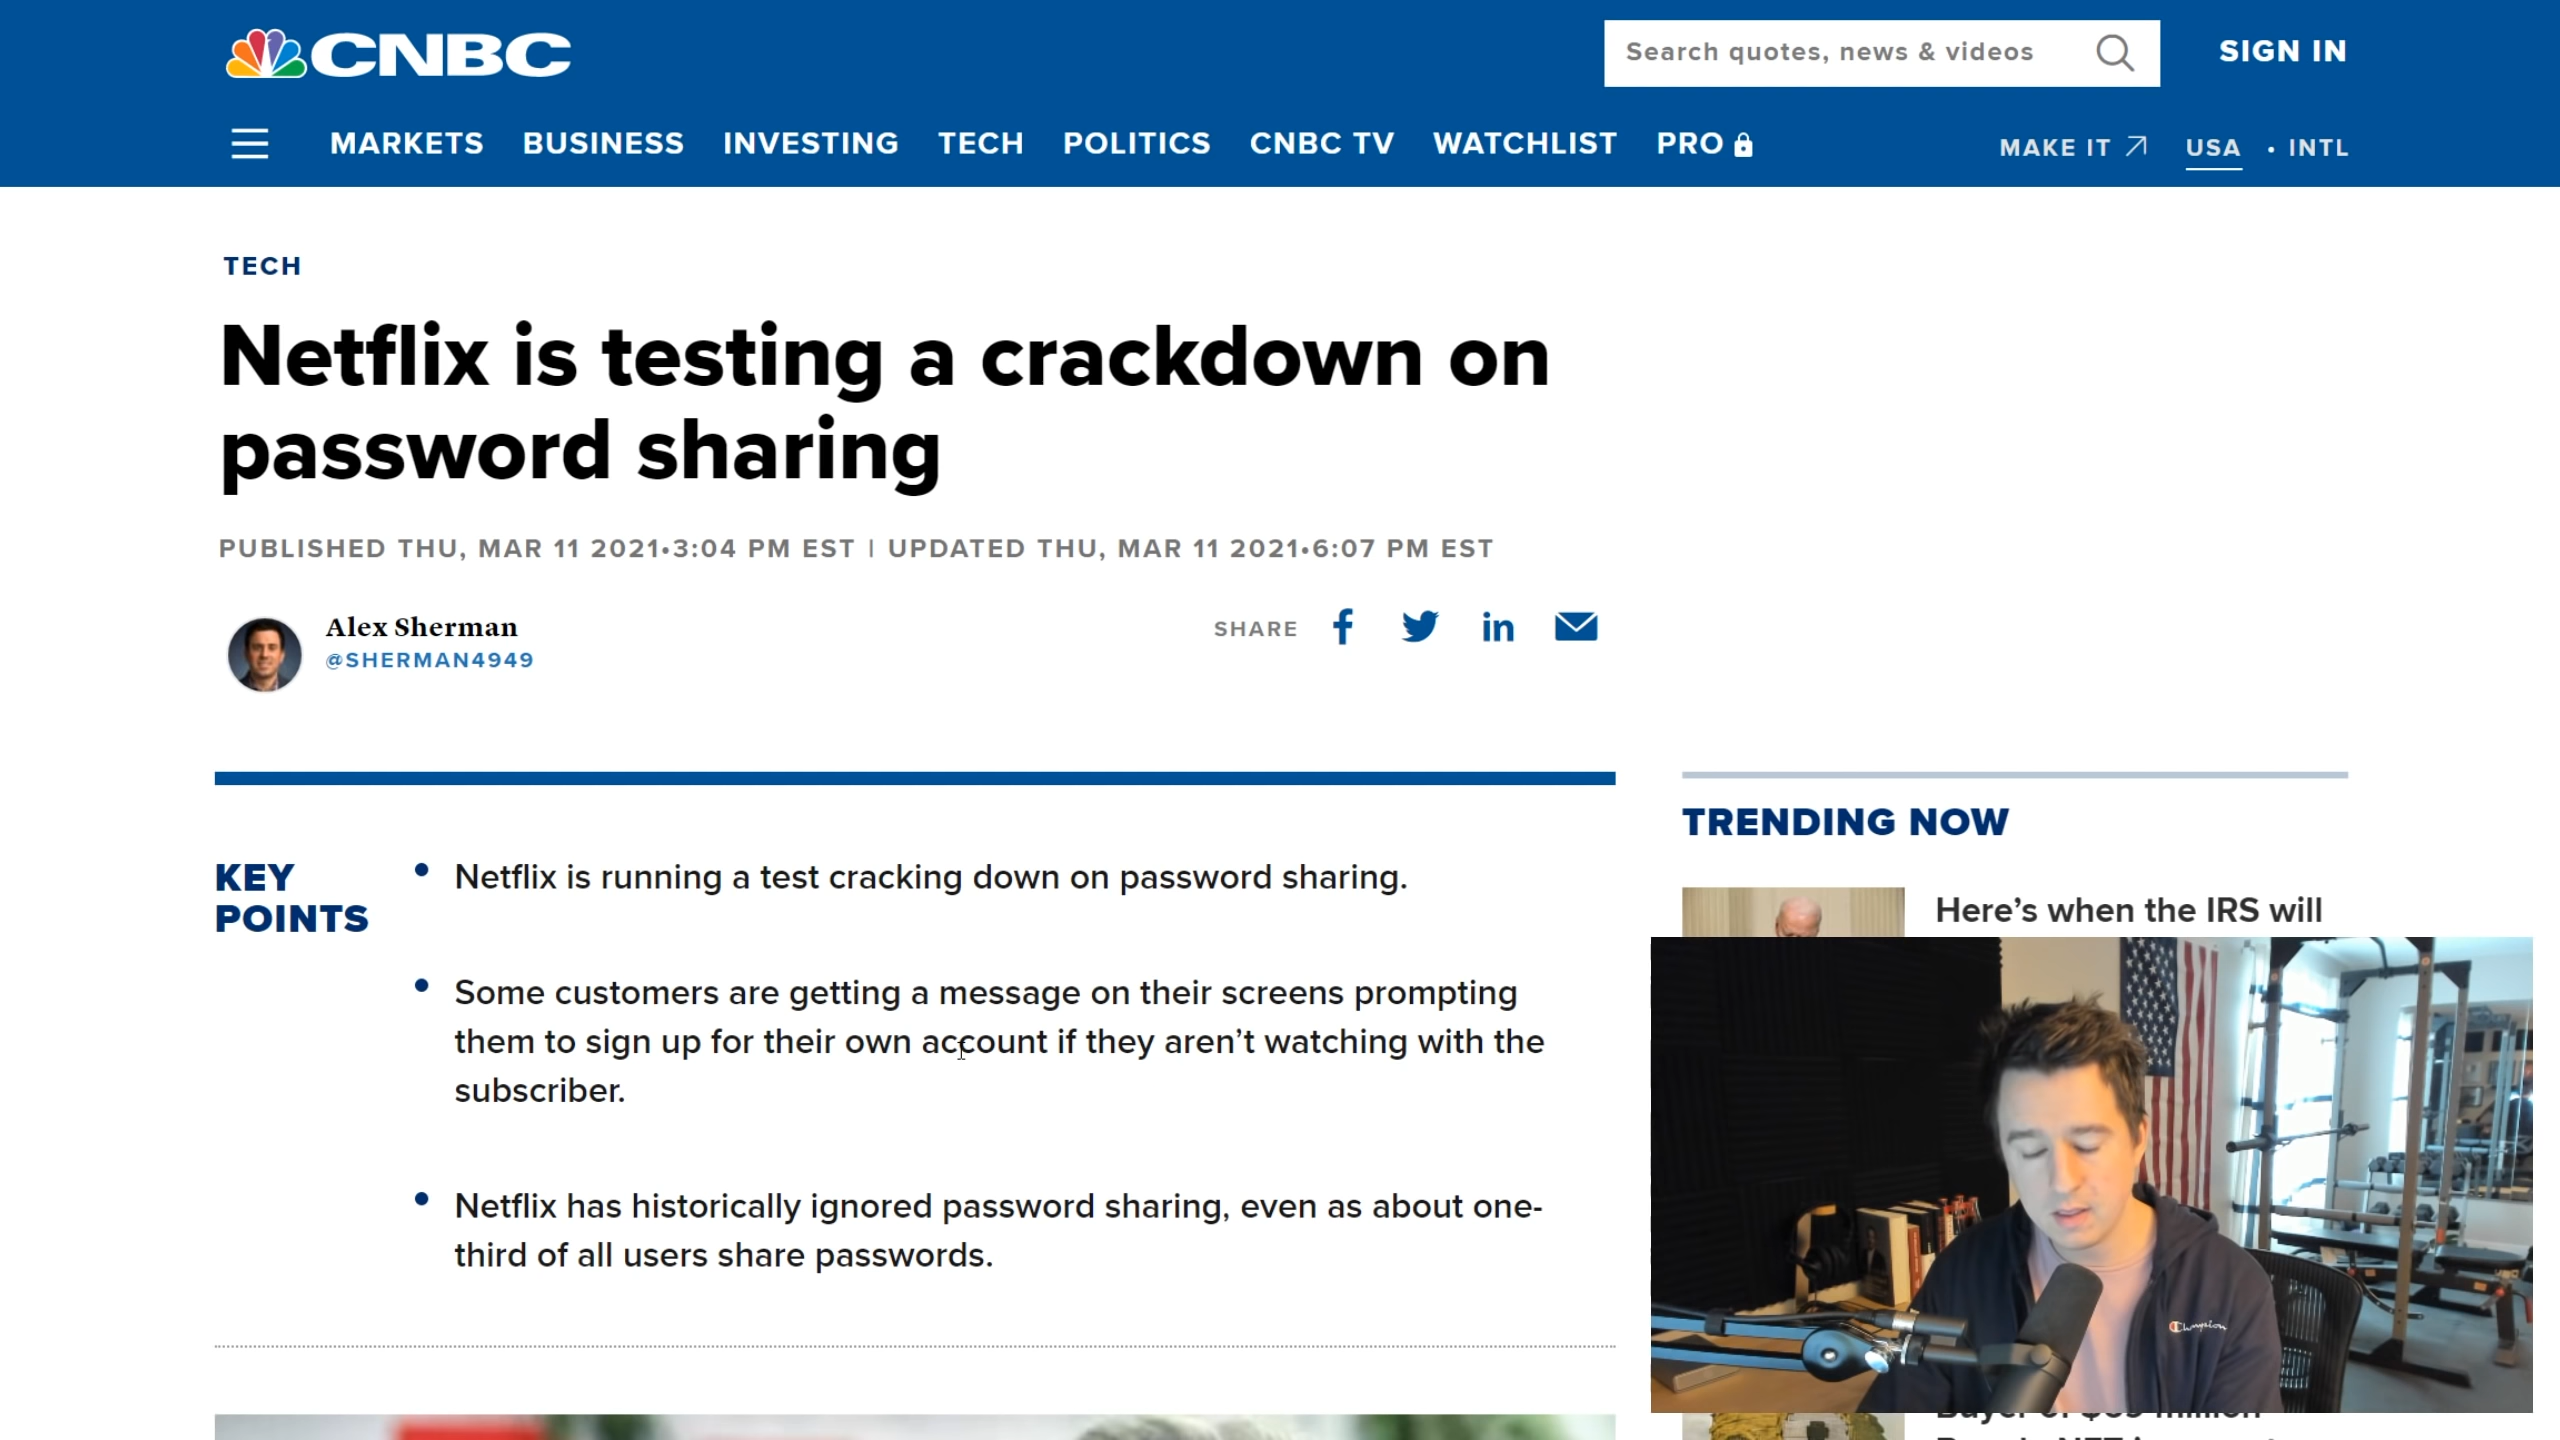 CNBC
Search quotes, news & videos
SIGN IN
MARKETS BUSINESS INVESTING TECH POLITICS CNBC TV WATCHLIST PRO
MAKE IT USA • INTL
TECH
Netflix is testing a crackdown on
password sharing
PUBLISHED THU, MAR 11 2021•3:04 PM EST | UPDATED THU, MAR 11 2021•6:07 PM EST
Alex Sherman
@SHERMAN4949
SHARE
KEY
POINTS
Netflix is running a test cracking down on password sharing.
Some customers are getting a message on their screens prompting
them to sign up for their own account if they aren’t watching with the
subscriber.
Netflix has historically ignored password sharing, even as about one-
third of all users share passwords.
TRENDING NOW
Here’s when the IRS will
Champion
Buyer of $69 million